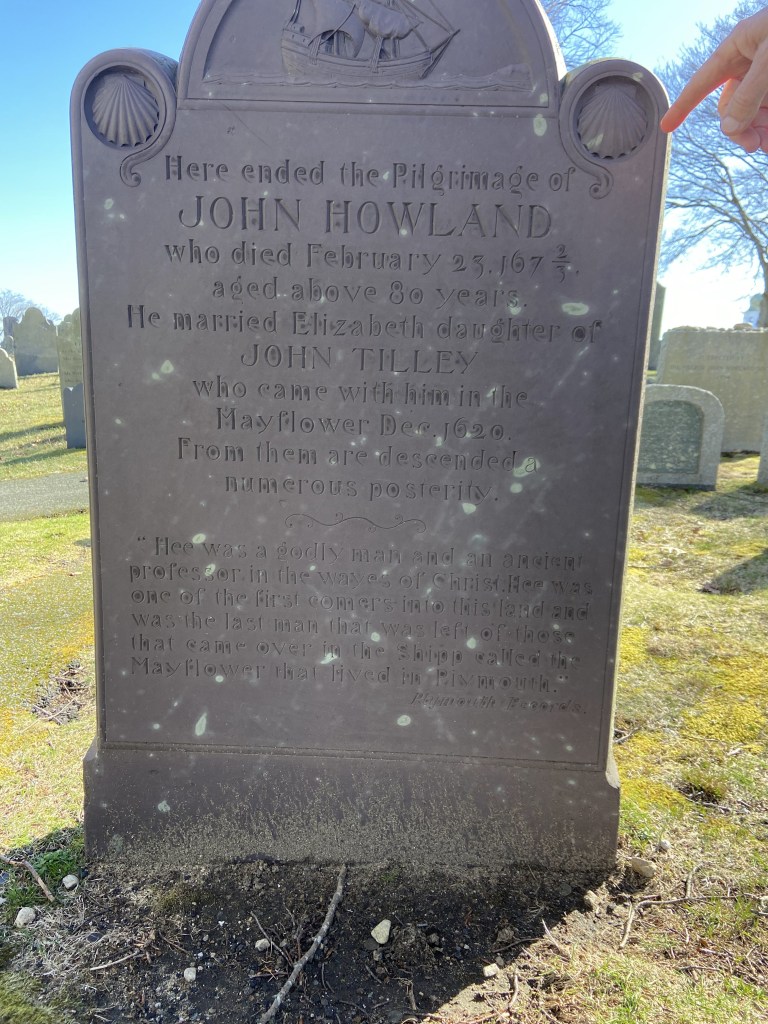 Here ended the Pilgrimage of
JOHN HOWLAND
who died February 23, 167 2/3.
aged above 80 years.
He married Elizabeth daughter of
JOHN TILLEY
who came with him in the
Mayflower Dec. 1620.
From them are descended a
numerous posterity.
"Hee was a godly man and an ancient
professor in the wayes of Christ. Hee was
one of the first comers into this land and
was the last man that was left of those
that came over in the Shipp called the
Mayflower that lived in Plymouth."
Plymouth Records.